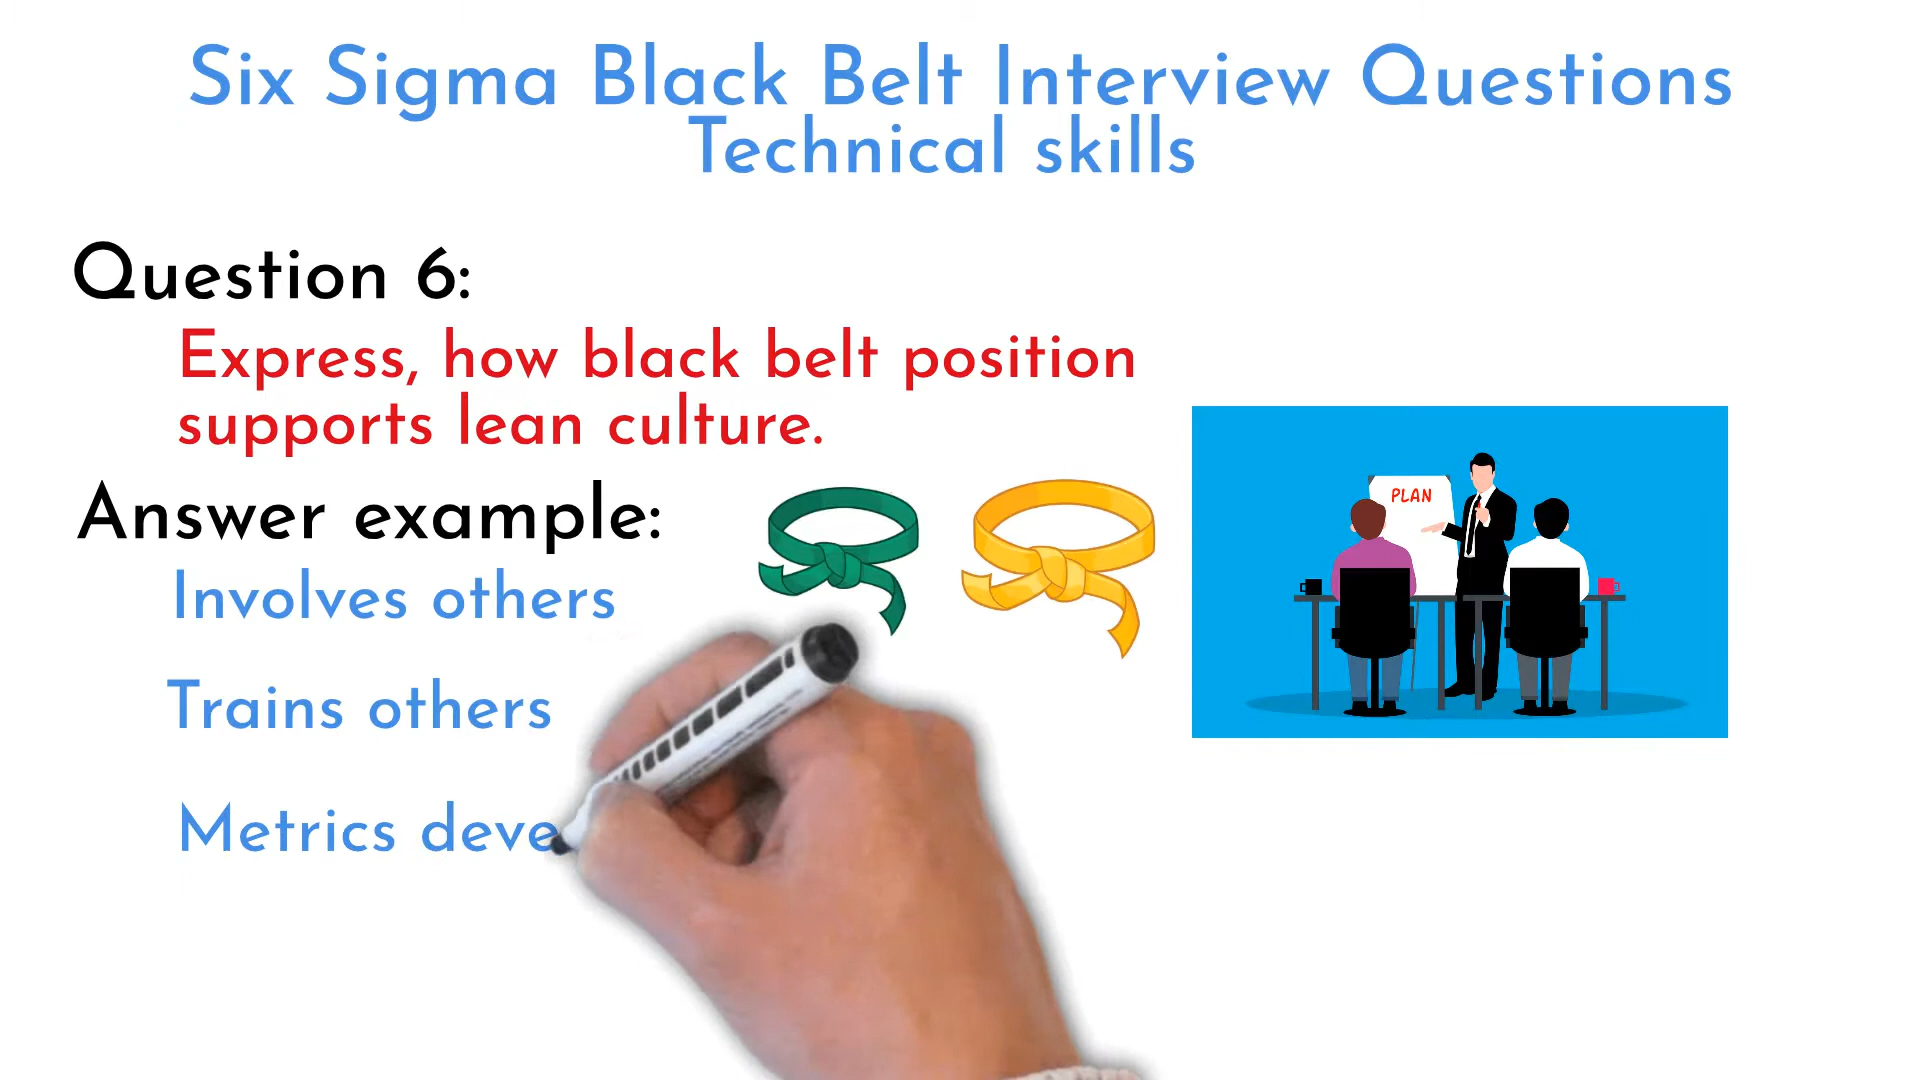 Six Sigma Black Belt Interview Questions
Technical skills
Question 6:
Express, how black belt position
supports lean culture.
Answer example:
Involves others
Trains others
Metrics deve
PLAN